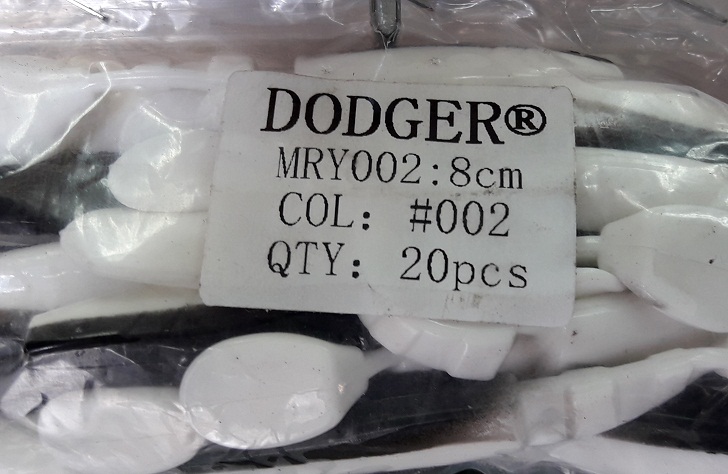 DODGER®
MRY002:8cm
COL: #002
QTY: 20pcs